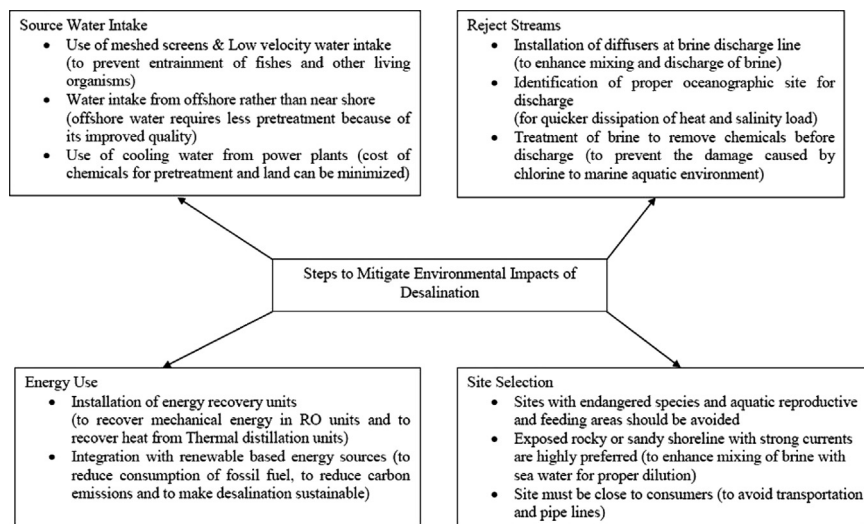 Source Water Intake
• Use of meshed screens & Low velocity water intake
(to prevent entrainment of fishes and other living
organisms)
• Water intake from offshore rather than near shore
(offshore water requires less pretreatment because of
its improved quality)
• Use of cooling water from power plants (cost of
chemicals for pretreatment and land can be minimized)
Reject Streams
• Installation of diffusers at brine discharge line
(to enhance mixing and discharge of brine)
• Identification of proper oceanographic site for
discharge
(for quicker dissipation of heat and salinity load)
• Treatment of brine to remove chemicals before
discharge (to prevent the damage caused by
chlorine to marine aquatic environment)
Steps to Mitigate Environmental Impacts of
Desalination
Energy Use
• Installation of energy recovery units
(to recover mechanical energy in RO units and to
recover heat from Thermal distillation units)
• Integration with renewable based energy sources (to
reduce consumption of fossil fuel, to reduce carbon
emissions and to make desalination sustainable)
Site Selection
• Sites with endangered species and aquatic reproductive
and feeding areas should be avoided
• Exposed rocky or sandy shoreline with strong currents
are highly preferred (to enhance mixing of brine with
sea water for proper dilution)
• Site must be close to consumers (to avoid transportation
and pipe lines)